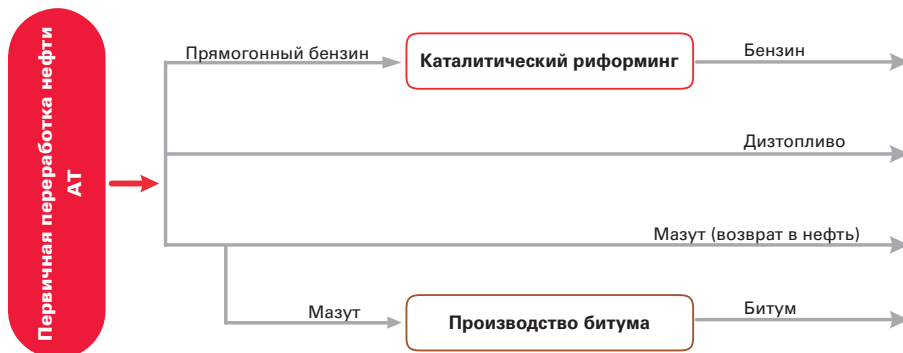 Первичная переработка нефти
АТ
Прямогонный бензин
Каталитический риформинг
Бензин
Дизтопливо
Мазут (возврат в нефть)
Мазут
Производство битума
Битум